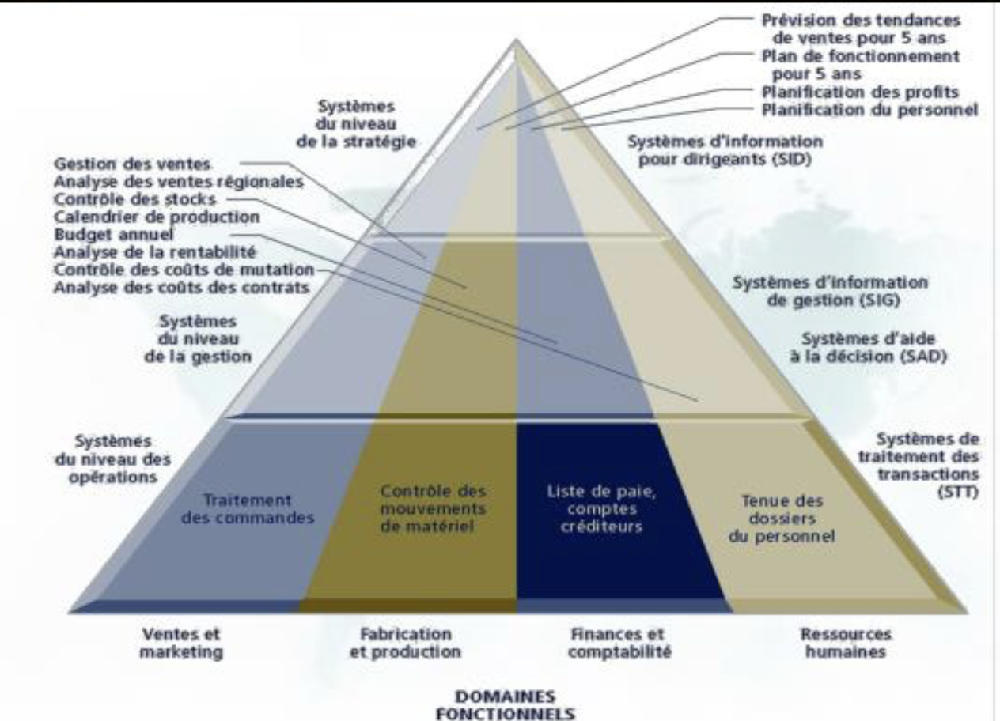 Prévision des tendances
de ventes pour 5 ans
Plan de fonctionnement
pour 5 ans
Planification des profits
Planification du personnel
Systèmes
du niveau
de la stratégie
Systèmes d'information
pour dirigeants (SID)
Gestion des ventes
Analyse des ventes régionales
Contrôle des stocks
Calendrier de production
Budget annuel
Analyse de la rentabilité
Contrôle des coûts de mutation
Analyse des coûts des contrats
Systèmes d'information
de gestion (SIG)
Systèmes
du niveau
de la gestion
Systèmes d'aide
à la décision (SAD)
Systèmes
du niveau des
opérations
Systèmes de
traitement des
transactions
(STT)
Traitement
des commandes
Contrôle des
mouvements
de matériel
Liste de paie,
comptes
créditeurs
Tenue des
dossiers
du personnel
Ventes et
marketing
Fabrication
et production
Finances et
comptabilité
Ressources
humaines
DOMAINES
FONCTIONNELS